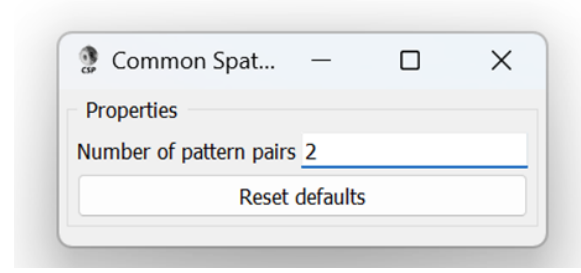 CSP Common Spat...
Properties
Number of pattern pairs 2
Reset defaults